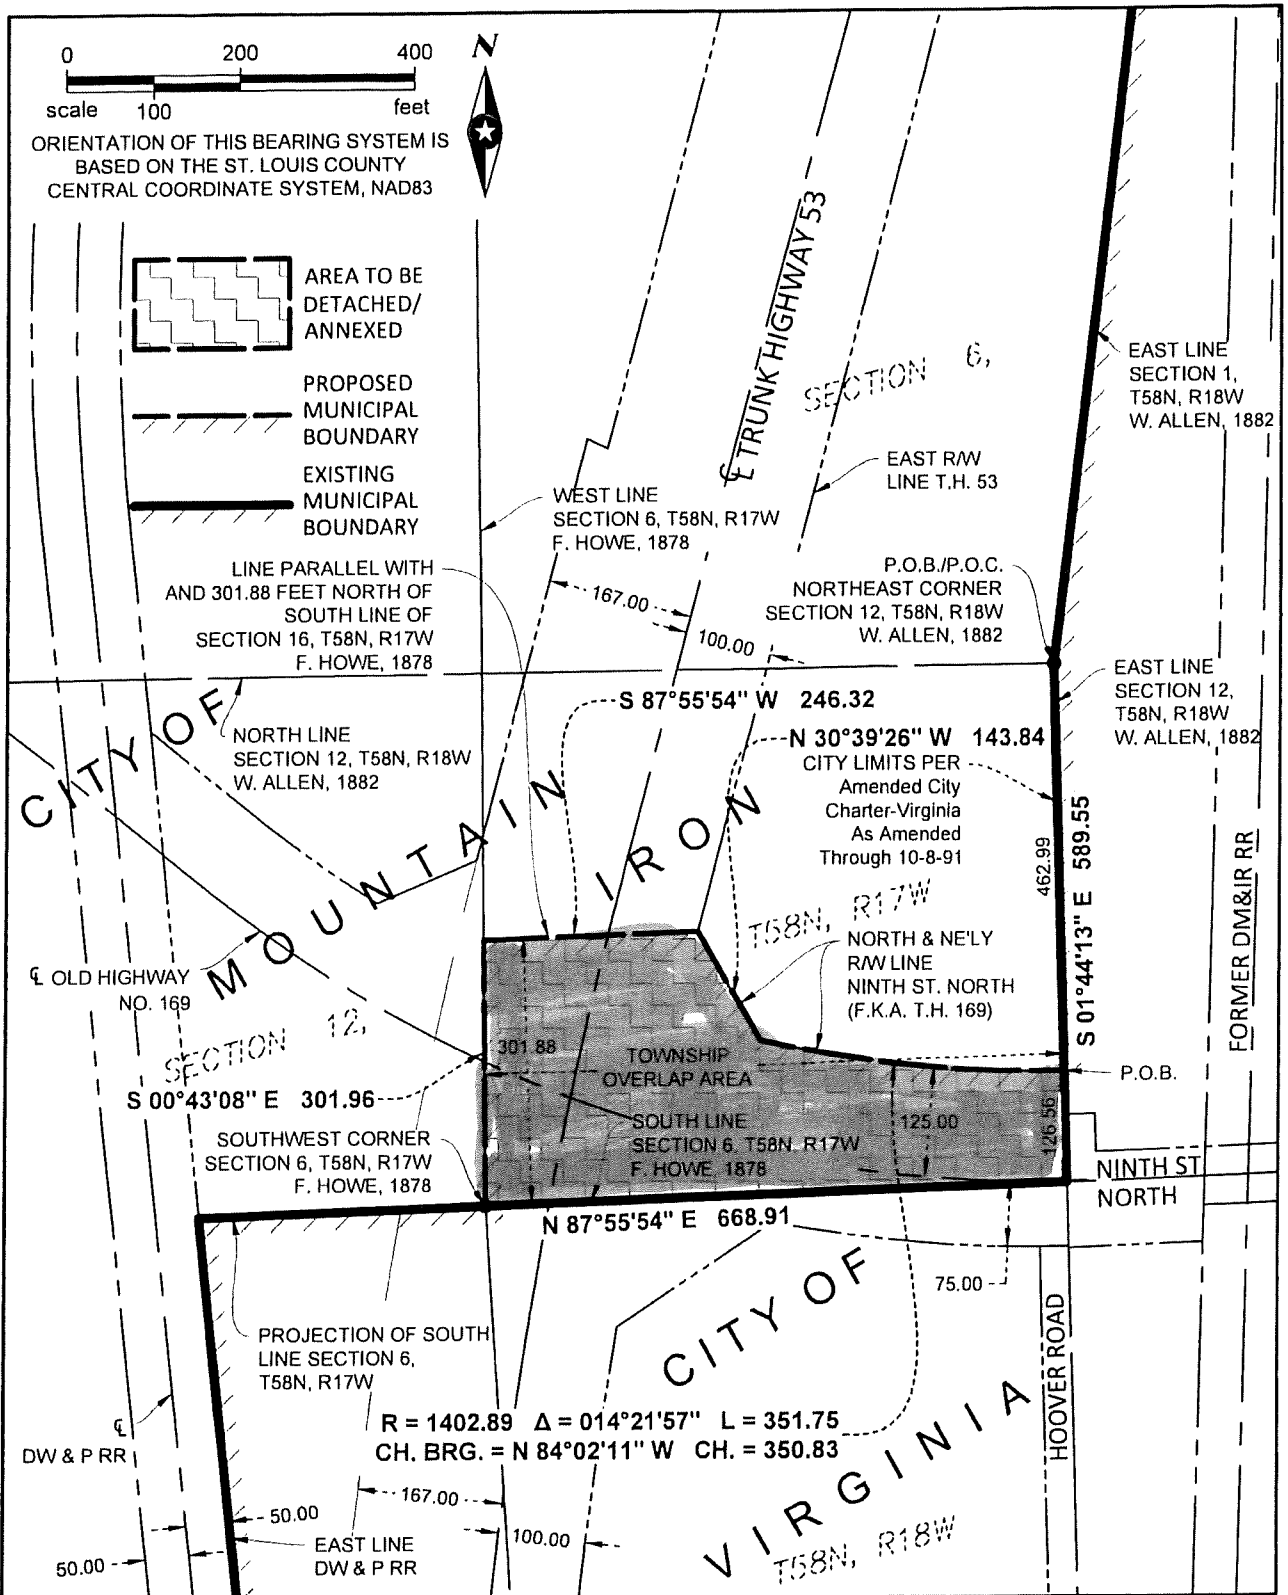 0 200 400
scale 100 feet
N
ORIENTATION OF THIS BEARING SYSTEM IS
BASED ON THE ST. LOUIS COUNTY
CENTRAL COORDINATE SYSTEM, NAD83
AREA TO BE
DETACHED/
ANNEXED
PROPOSED
MUNICIPAL
BOUNDARY
EXISTING
MUNICIPAL
BOUNDARY
℄ TRUNK HIGHWAY 53
SECTION 6,
EAST LINE
SECTION 1,
T58N, R18W
W. ALLEN, 1882
EAST R/W
LINE T.H. 53
WEST LINE
SECTION 6, T58N, R17W
F. HOWE, 1878
LINE PARALLEL WITH
AND 301.88 FEET NORTH OF
SOUTH LINE OF
SECTION 16, T58N, R17W
F. HOWE, 1878
P.O.B./P.O.C.
NORTHEAST CORNER
SECTION 12, T58N, R18W
W. ALLEN, 1882
167.00
100.00
EAST LINE
SECTION 12,
T58N, R18W
W. ALLEN, 1882
S 87°55'54" W 246.32
N 30°39'26" W 143.84
CITY LIMITS PER
Amended City
Charter-Virginia
As Amended
Through 10-8-91
NORTH LINE
SECTION 12, T58N, R18W
W. ALLEN, 1882
CITY OF
MOUNTAIN IRON
462.99
S 01°44'13" E 589.55
FORMER DM&IR RR
T58N, R17W
NORTH & NE'LY
R/W LINE
NINTH ST. NORTH
(F.K.A. T.H. 169)
℄ OLD HIGHWAY
NO. 169
SECTION 12,
301.88
TOWNSHIP
OVERLAP AREA
P.O.B.
S 00°43'08" E 301.96
SOUTH LINE
SECTION 6, T58N, R17W
F. HOWE, 1878
125.00
126.56
SOUTHWEST CORNER
SECTION 6, T58N, R17W
F. HOWE, 1878
NINTH ST
NORTH
N 87°55'54" E 668.91
75.00
CITY OF
VIRGINIA
HOOVER ROAD
PROJECTION OF SOUTH
LINE SECTION 6,
T58N, R17W
R = 1402.89 Δ = 014°21'57" L = 351.75
CH. BRG. = N 84°02'11" W CH. = 350.83
℄
DW & P RR
167.00
50.00
100.00
EAST LINE
DW & P RR
50.00
T58N, R18W